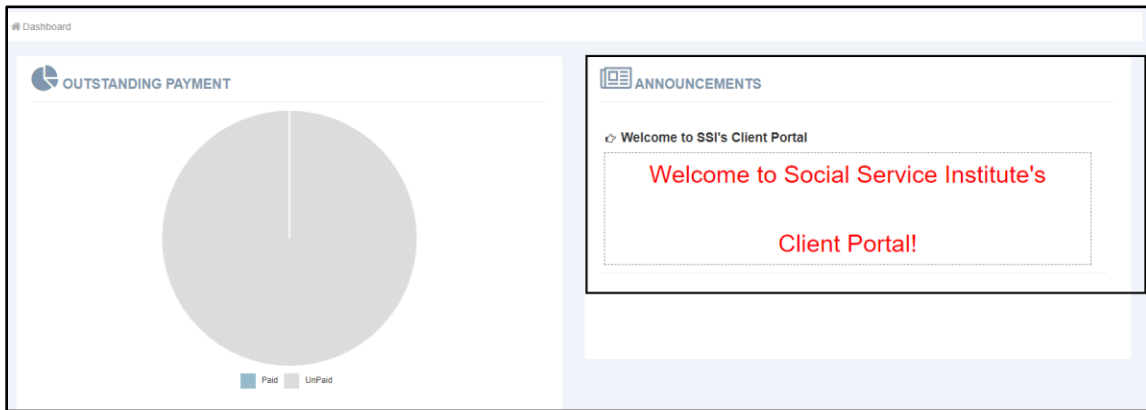 Dashboard
OUTSTANDING PAYMENT
Paid UnPaid
ANNOUNCEMENTS
Welcome to SSI's Client Portal
Welcome to Social Service Institute's
Client Portal!